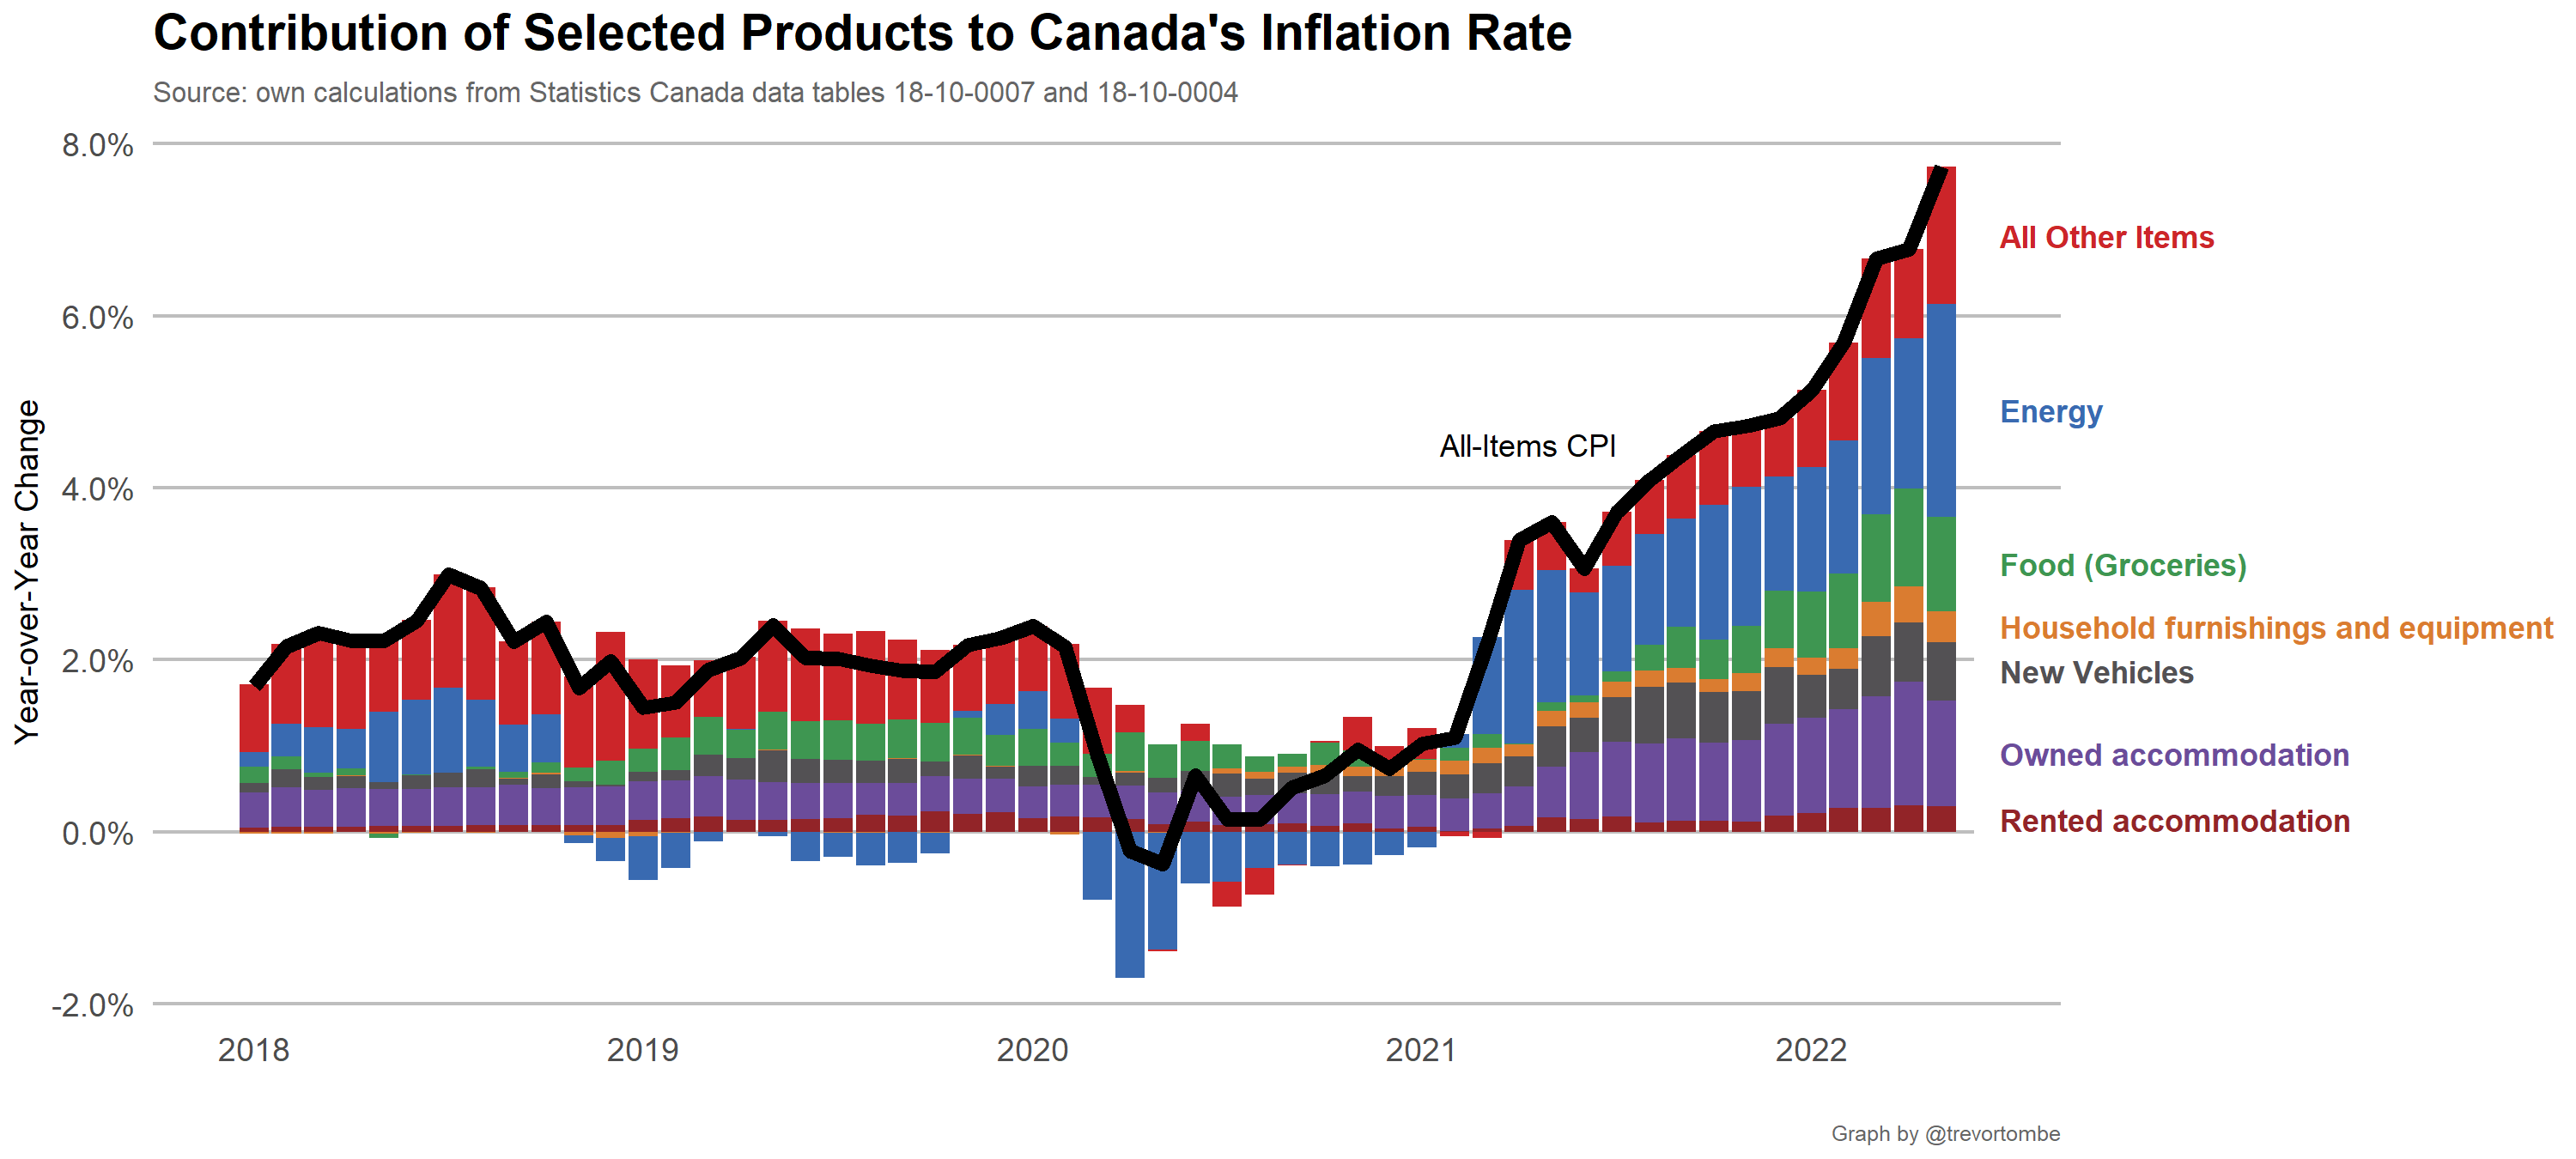 Contribution of Selected Products to Canada's Inflation Rate
Source: own calculations from Statistics Canada data tables 18-10-0007 and 18-10-0004
Year-over-Year Change
8.0%
6.0%
4.0%
2.0%
0.0%
-2.0%
All-Items CPI
All Other Items
Energy
Food (Groceries)
Household furnishings and equipment
New Vehicles
Owned accommodation
Rented accommodation
2018 2019 2020 2021 2022
Graph by @trevortombe